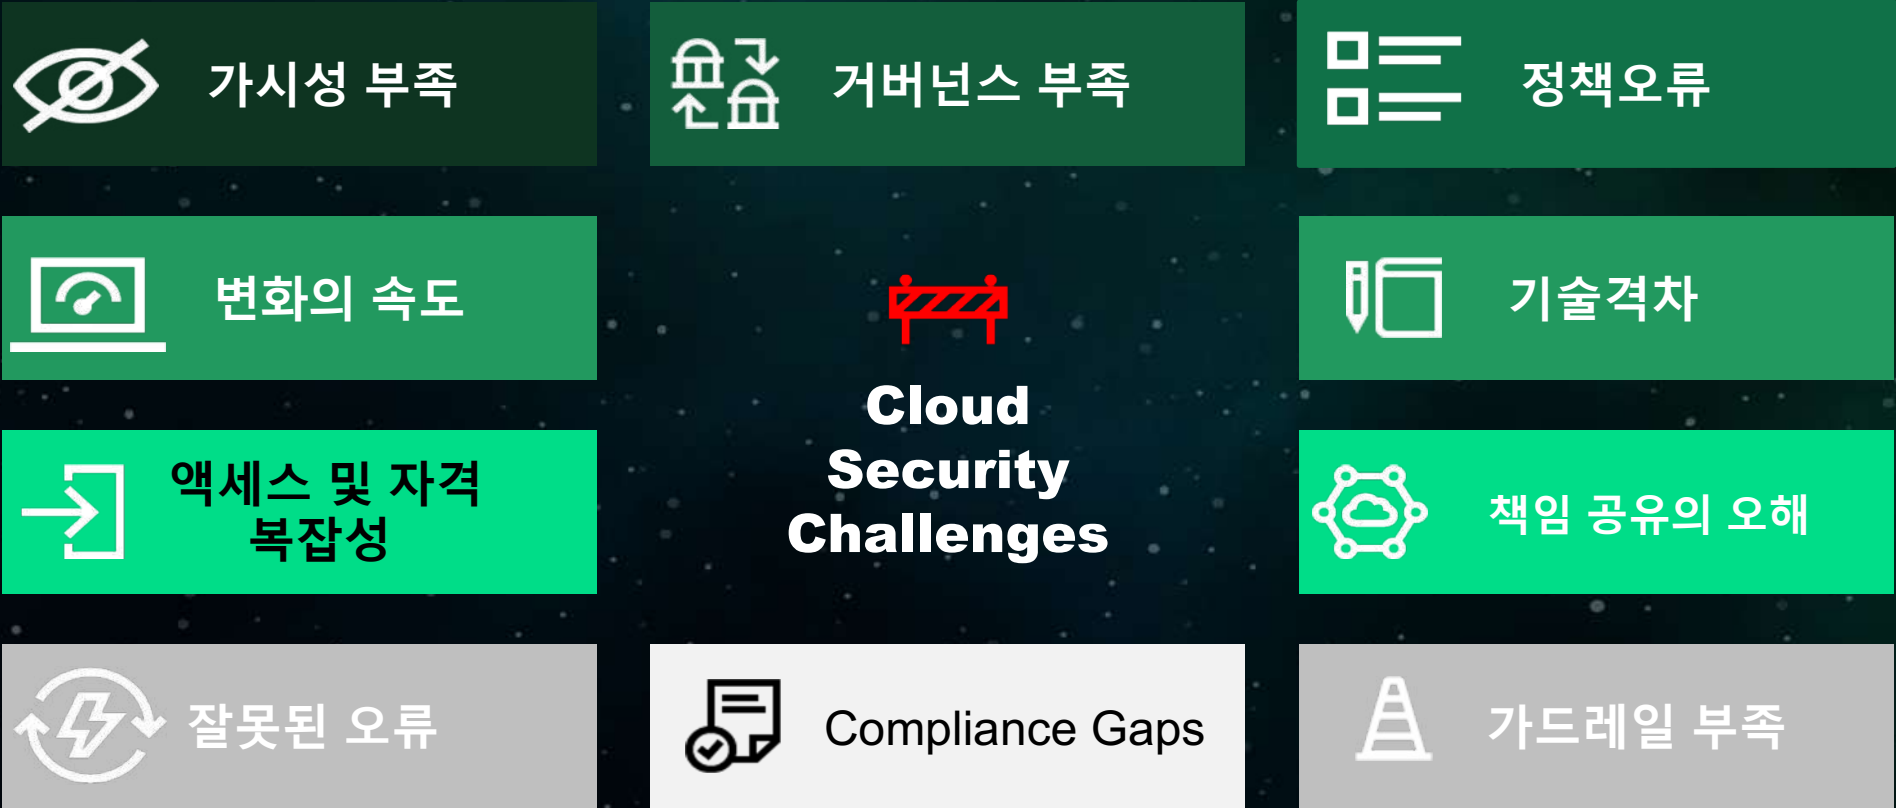 가시성 부족
거버넌스 부족
정책오류
변화의 속도
기술격차
Cloud
Security
Challenges
액세스 및 자격
복잡성
책임 공유의 오해
잘못된 오류
Compliance Gaps
가드레일 부족